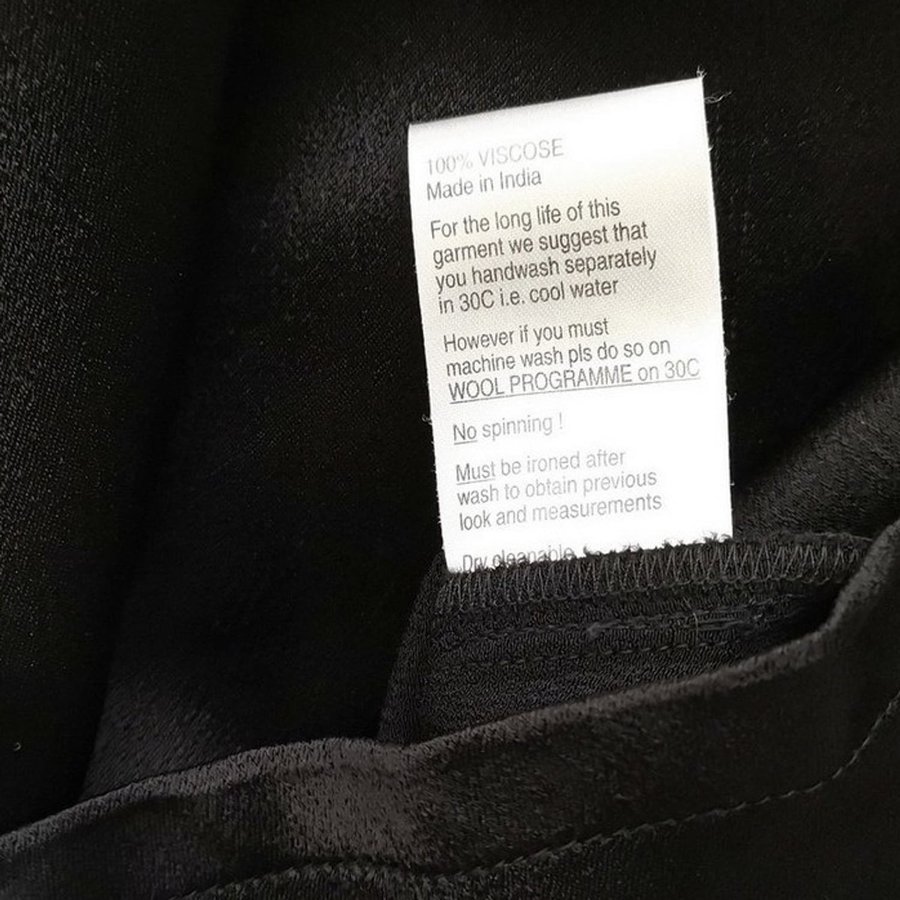 100% VISCOSE
Made in India
For the long life of this
garment we suggest that
you handwash separately
in 30C i.e. cool water
However if you must
machine wash pls do so on
WOOL PROGRAMME on 30C
No spinning !
Must be ironed after
wash to obtain previous
look and measurements
Dry cleanable